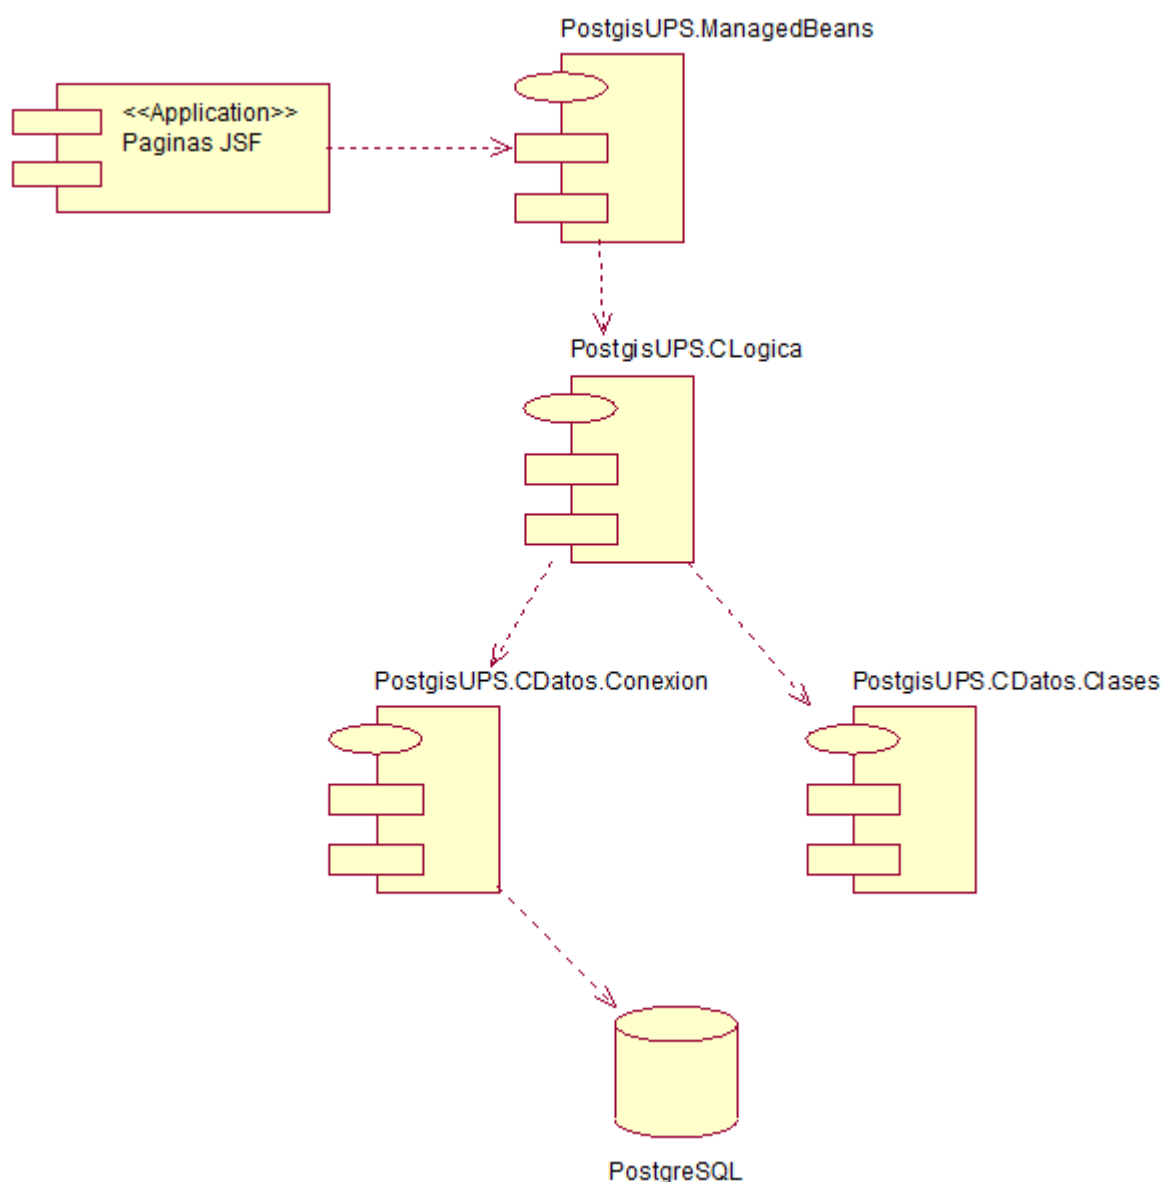 PostgisUPS.ManagedBeans
<<Application>>
Paginas JSF
PostgisUPS.CLogica
PostgisUPS.CDatos.Conexion
PostgisUPS.CDatos.Clases
PostgreSQL